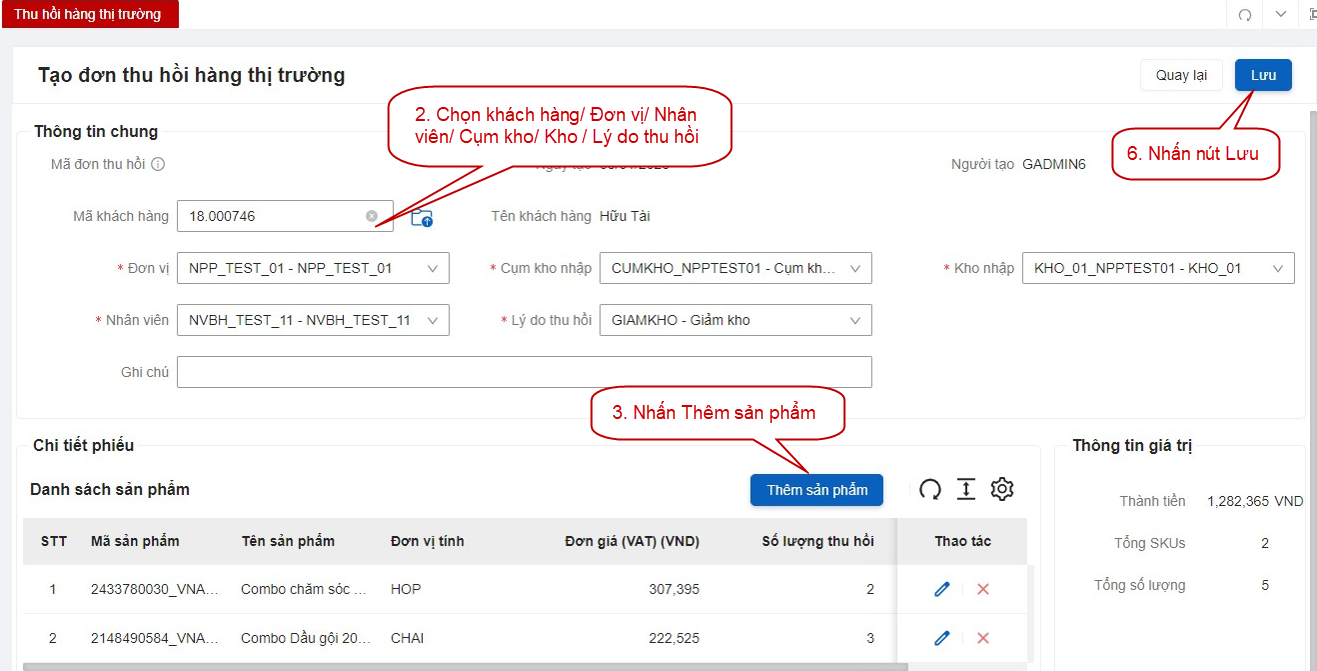 Thu hồi hàng thị trường
Tạo đơn thu hồi hàng thị trường
Quay lại
Lưu
2. Chọn khách hàng/ Đơn vị/ Nhân
viên/ Cụm kho/ Kho / Lý do thu hồi
6. Nhấn nút Lưu
Thông tin chung
Mã đơn thu hồi
Người tạo GADMIN6
Mã khách hàng 18.000746
Tên khách hàng Hữu Tài
* Đơn vị NPP_TEST_01 - NPP_TEST_01
* Cụm kho nhập CUMKHO_NPPTEST01 - Cụm kh...
* Kho nhập KHO_01_NPPTEST01 - KHO_01
* Nhân viên NVBH_TEST_11 - NVBH_TEST_11
* Lý do thu hồi GIAMKHO - Giảm kho
Ghi chú
3. Nhấn Thêm sản phẩm
Chi tiết phiếu
Danh sách sản phẩm
Thêm sản phẩm
STT Mã sản phẩm Tên sản phẩm Đơn vị tính Đơn giá (VAT) (VND) Số lượng thu hồi Thao tác
1 2433780030_VNA... Combo chăm sóc ... HOP 307,395 2
2 2148490584_VNA... Combo Dầu gội 20... CHAI 222,525 3
Thông tin giá trị
Thành tiền 1,282,365 VND
Tổng SKUs 2
Tổng số lượng 5